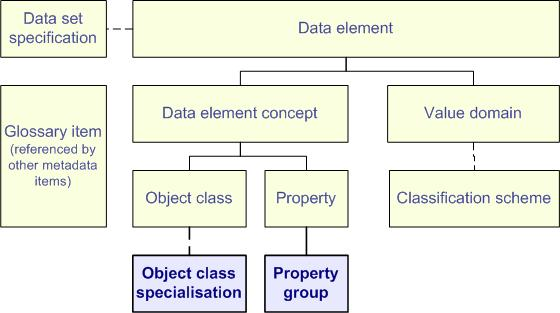 Data set
specification
Data element
Glossary item
(referenced by
other metadata
items)
Data element concept
Value domain
Object class
Property
Classification scheme
Object class
specialisation
Property
group